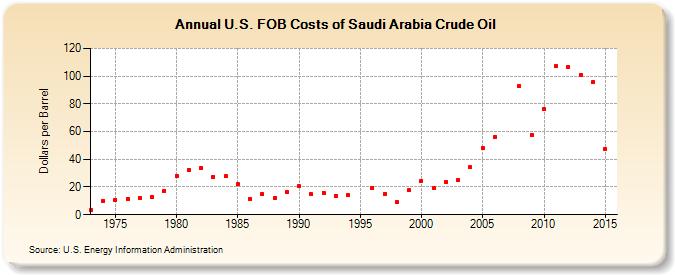 Annual U.S. FOB Costs of Saudi Arabia Crude Oil
Dollars per Barrel
120
100
80
60
40
20
0
1975 1980 1985 1990 1995 2000 2005 2010 2015
Source: U.S. Energy Information Administration